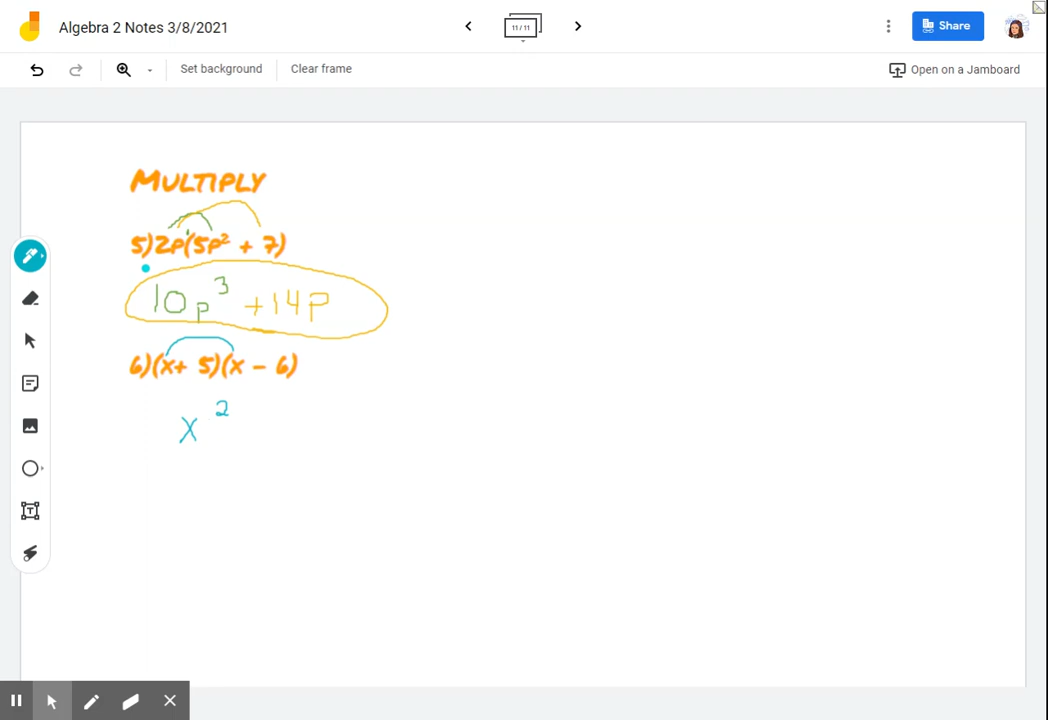 Algebra 2 Notes 3/8/2021
11/11
Share
Set background
Clear frame
Open on a Jamboard
MULTIPLY
5)2p(5p² + 7)
10p³ +14p
6)(x+ 5)(x - 6)
x²